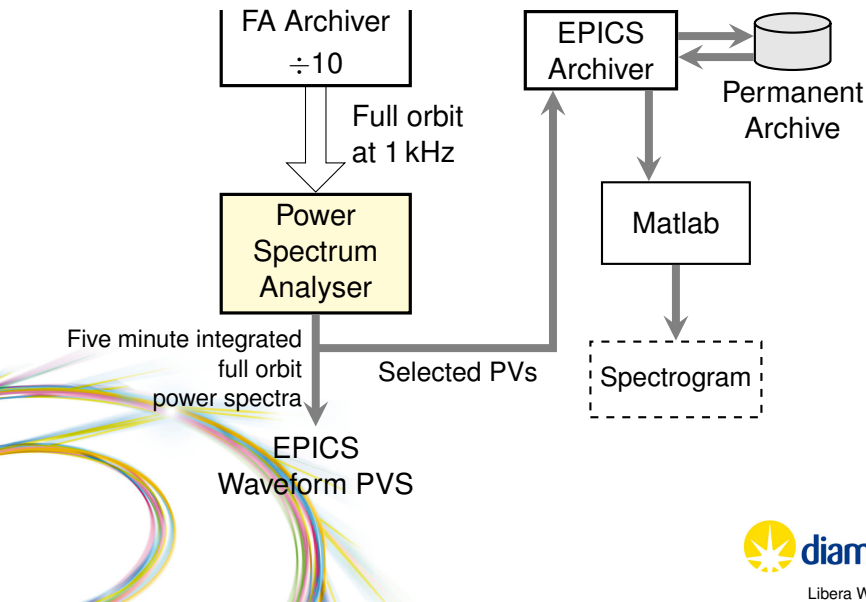 FA Archiver
÷10
Full orbit
at 1 kHz
Power
Spectrum
Analyser
Five minute integrated
full orbit
power spectra
EPICS
Waveform PVS
Selected PVs
EPICS
Archiver
Permanent
Archive
Matlab
Spectrogram
Libera